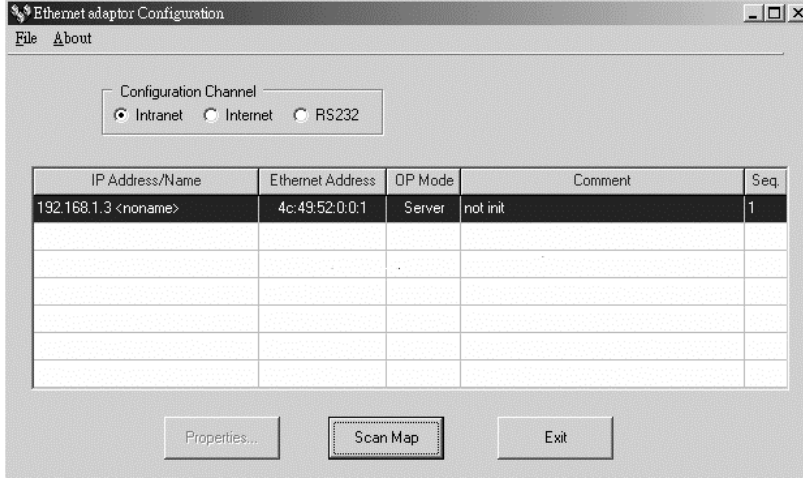 Ethernet adaptor Configuration
File About
Configuration Channel
Intranet Internet RS232
IP Address/Name Ethernet Address OP Mode Comment Seq.
192.168.1.3 <noname> 4c:49:52:0:0:1 Server not init 1
Properties... Scan Map Exit